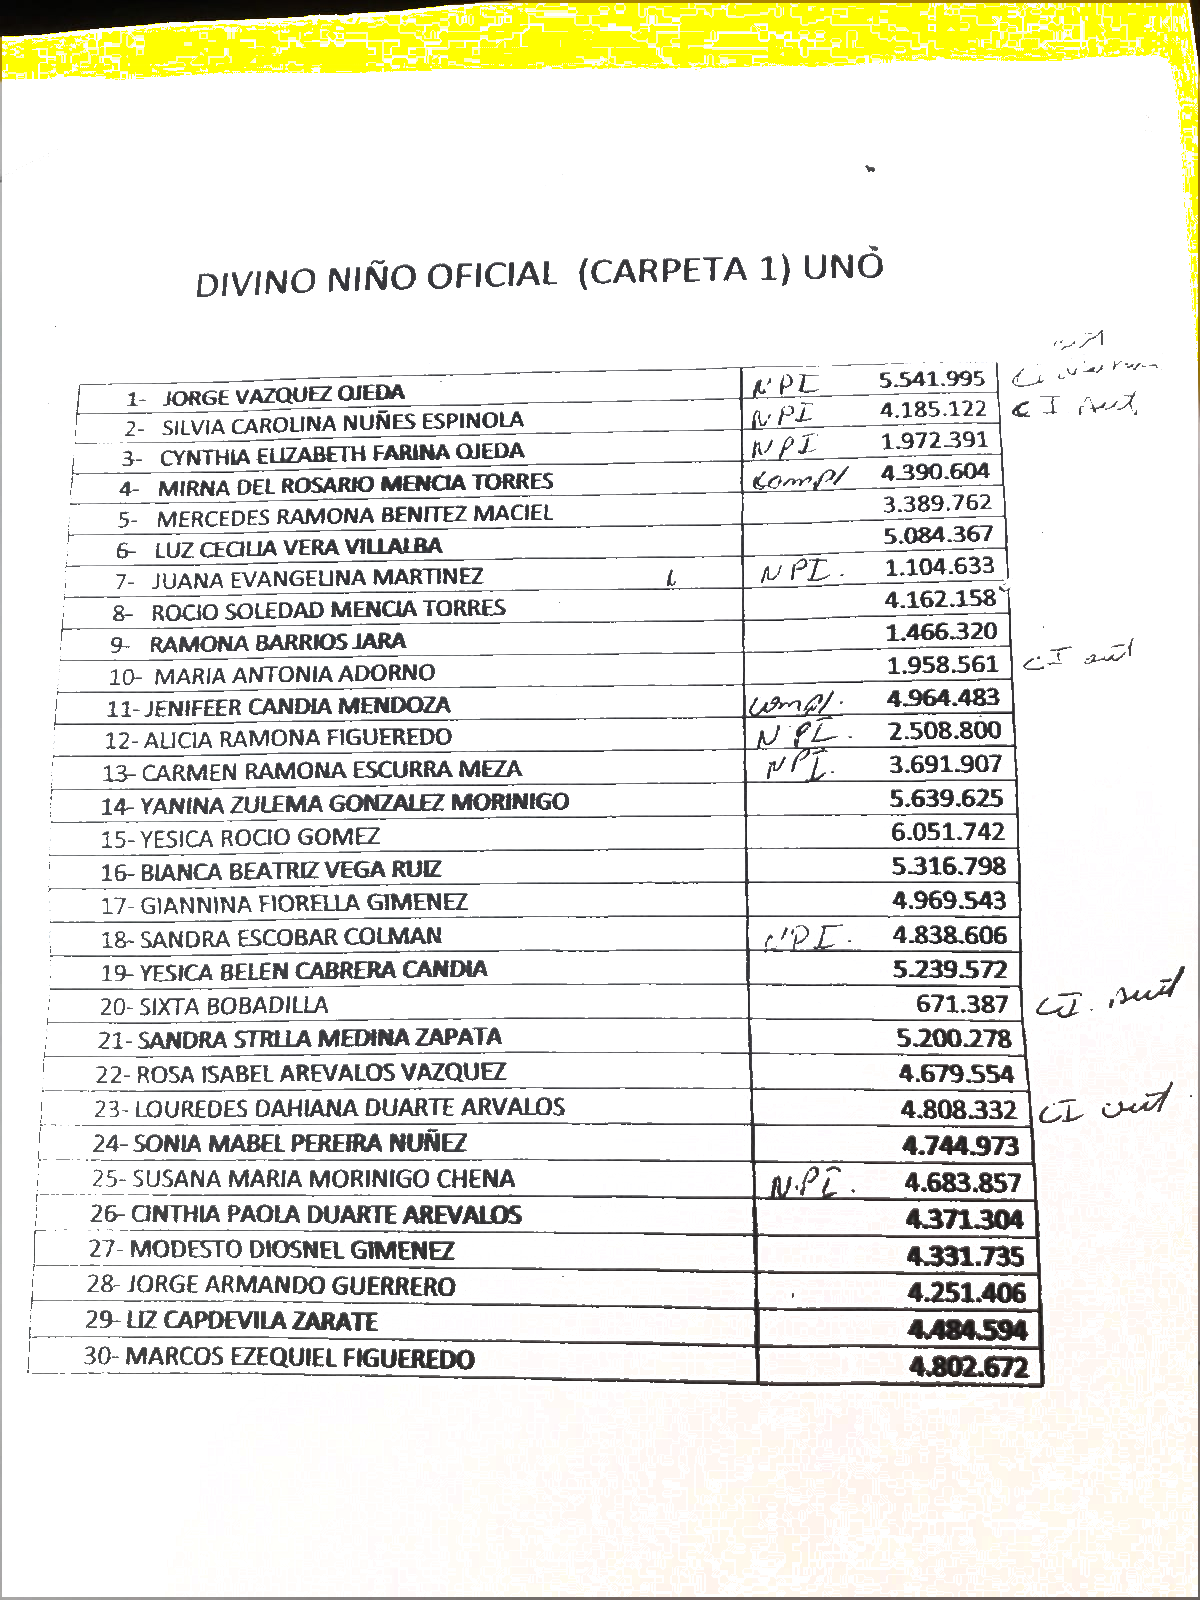 DIVINO NIÑO OFICIAL (CARPETA 1) UNO
1- JORGE VAZQUEZ OJEDA NPI 5.541.995 CI
2- SILVIA CAROLINA NUÑES ESPINOLA NPI 4.185.122 CI Aut.
3- CYNTHIA ELIZABETH FARINA OJEDA NPI 1.972.391
4- MIRNA DEL ROSARIO MENCIA TORRES Compl 4.390.604
5- MERCEDES RAMONA BENITEZ MACIEL 3.389.762
6- LUZ CECILIA VERA VILLALBA 5.084.367
7- JUANA EVANGELINA MARTINEZ NPI. 1.104.633
8- ROCIO SOLEDAD MENCIA TORRES 4.162.158
9- RAMONA BARRIOS JARA 1.466.320
10- MARIA ANTONIA ADORNO 1.958.561 CI aut
11- JENIFEER CANDIA MENDOZA compl. 4.964.483
12- ALICIA RAMONA FIGUEREDO NPI. 2.508.800
13- CARMEN RAMONA ESCURRA MEZA NPI. 3.691.907
14- YANINA ZULEMA GONZALEZ MORINIGO 5.639.625
15- YESICA ROCIO GOMEZ 6.051.742
16- BIANCA BEATRIZ VEGA RUIZ 5.316.798
17- GIANNINA FIORELLA GIMENEZ 4.969.543
18- SANDRA ESCOBAR COLMAN NPI. 4.838.606
19- YESICA BELEN CABRERA CANDIA 5.239.572
20- SIXTA BOBADILLA 671.387 CI. Aut
21- SANDRA STRLLA MEDINA ZAPATA 5.200.278
22- ROSA ISABEL AREVALOS VAZQUEZ 4.679.554
23- LOUREDES DAHIANA DUARTE ARVALOS 4.808.332 CI aut
24- SONIA MABEL PEREIRA NUÑEZ 4.744.973
25- SUSANA MARIA MORINIGO CHENA N.PI. 4.683.857
26- CINTHIA PAOLA DUARTE AREVALOS 4.371.304
27- MODESTO DIOSNEL GIMENEZ 4.331.735
28- JORGE ARMANDO GUERRERO 4.251.406
29- LIZ CAPDEVILA ZARATE 4.484.594
30- MARCOS EZEQUIEL FIGUEREDO 4.802.672